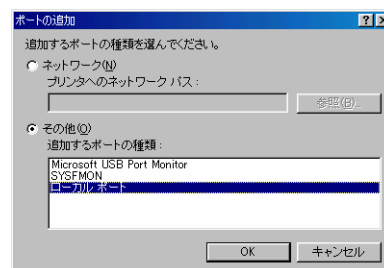 ポートの追加
追加するポートの種類を選んでください。
ネットワーク(N)
プリンタへのネットワーク パス:
参照(B)...
その他(O)
追加するポートの種類:
Microsoft USB Port Monitor
SYSFMON
ローカル ポート
OK キャンセル